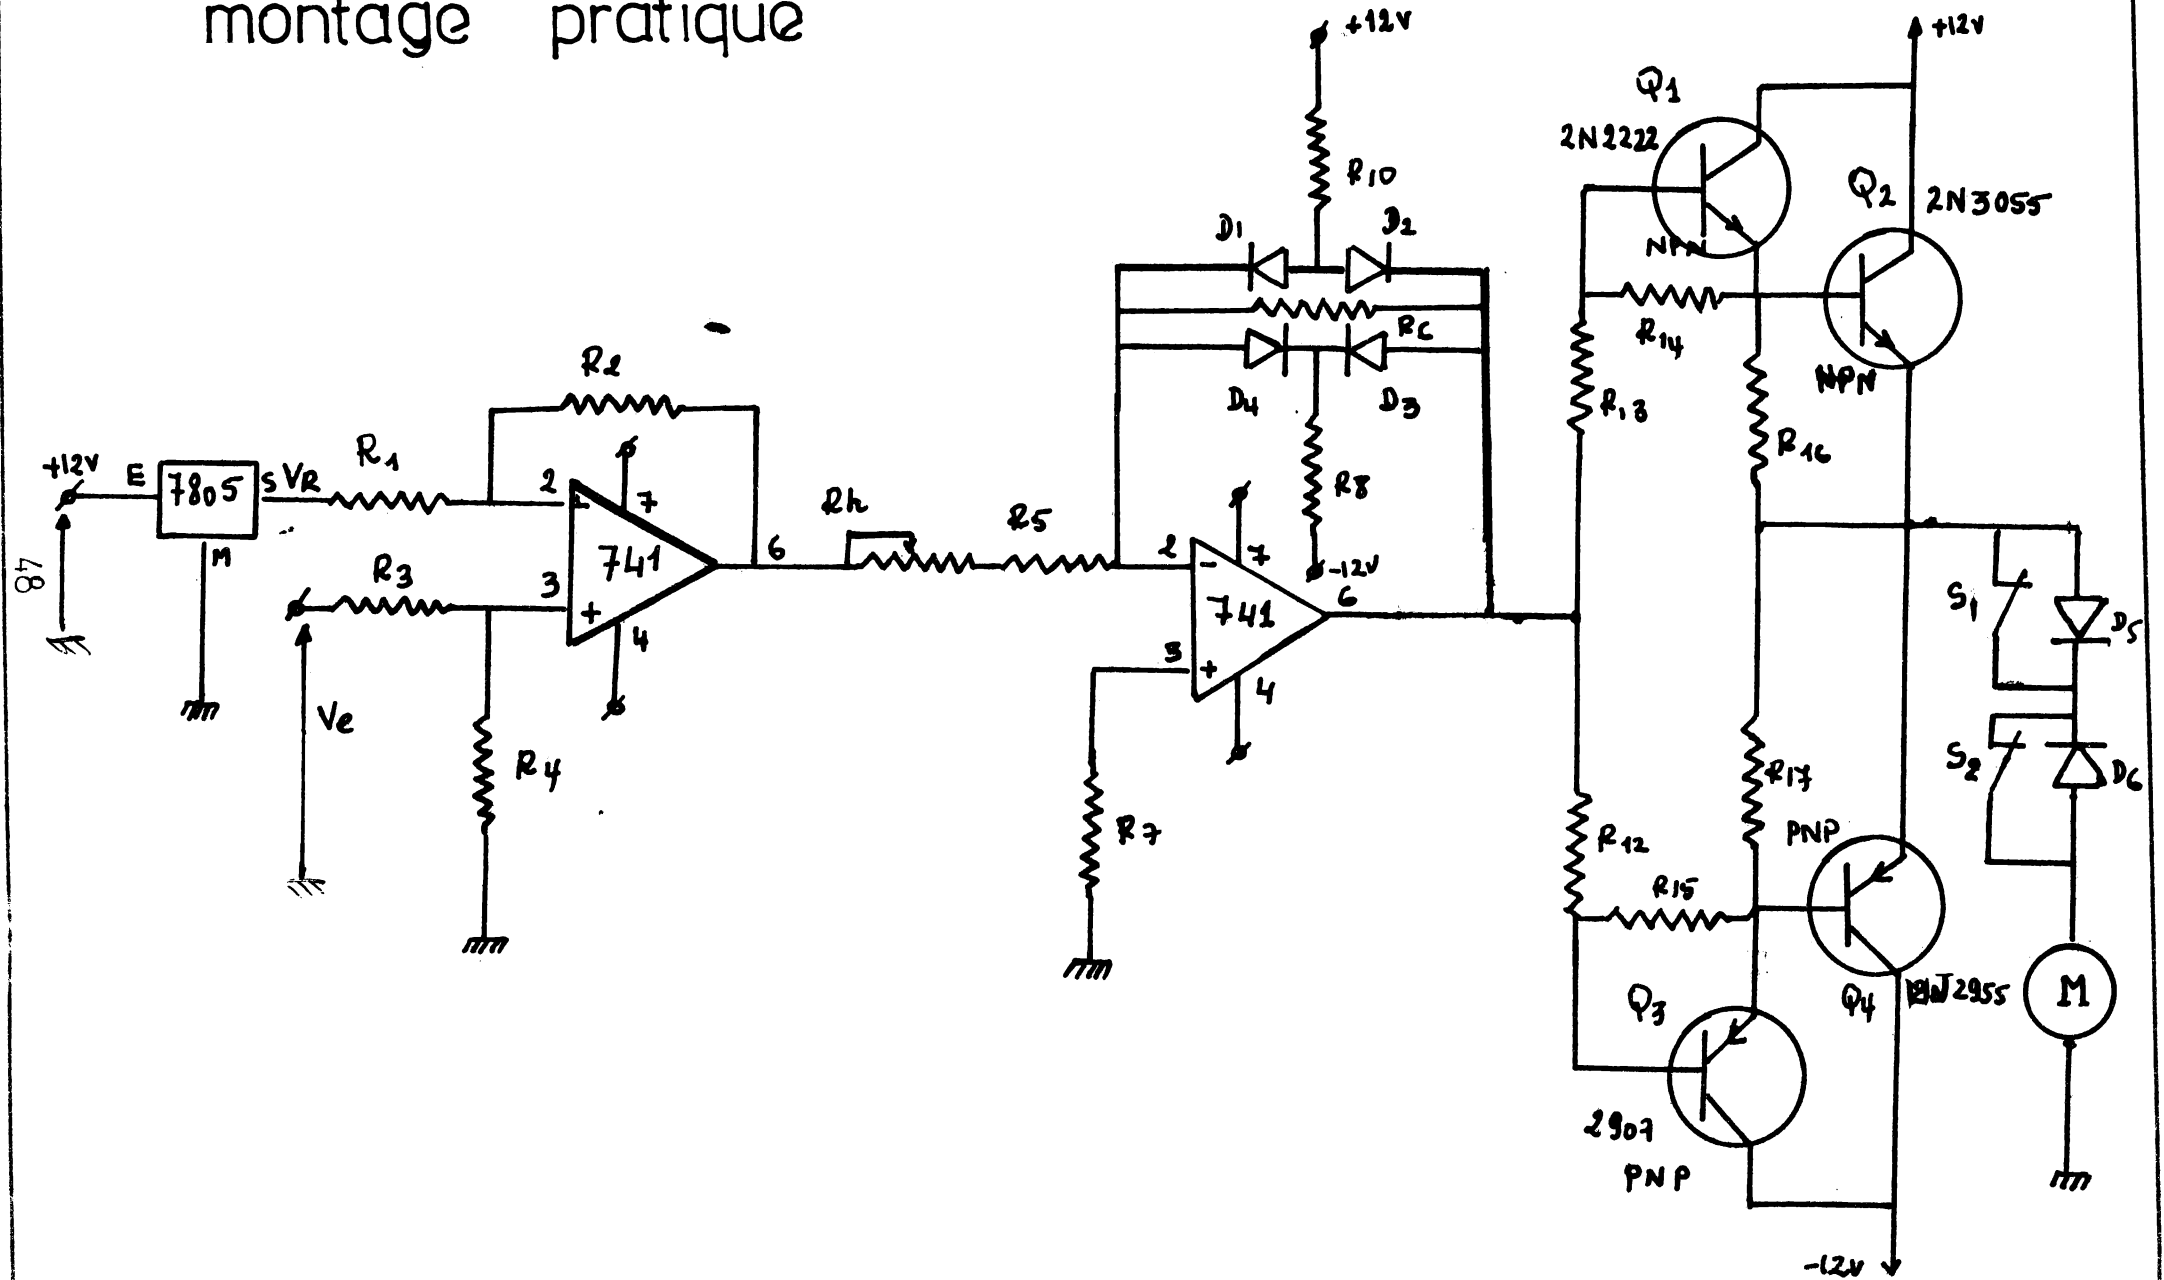 montage pratique
+12V
E
7805
S
VR
M
R1
R2
R3
R4
Ve
48
2
7
741
3
4
6
Rh
R5
D1
D2
+12V
R10
RC
D4
D3
R8
-12V
2
7
741
3
4
6
R7
Q1
2N2222
NPN
+12V
Q2
2N3055
NPN
R14
R13
R16
R17
R12
R15
PNP
Q3
2907
PNP
Q4
2955
-12V
S1
D5
S2
D6
M